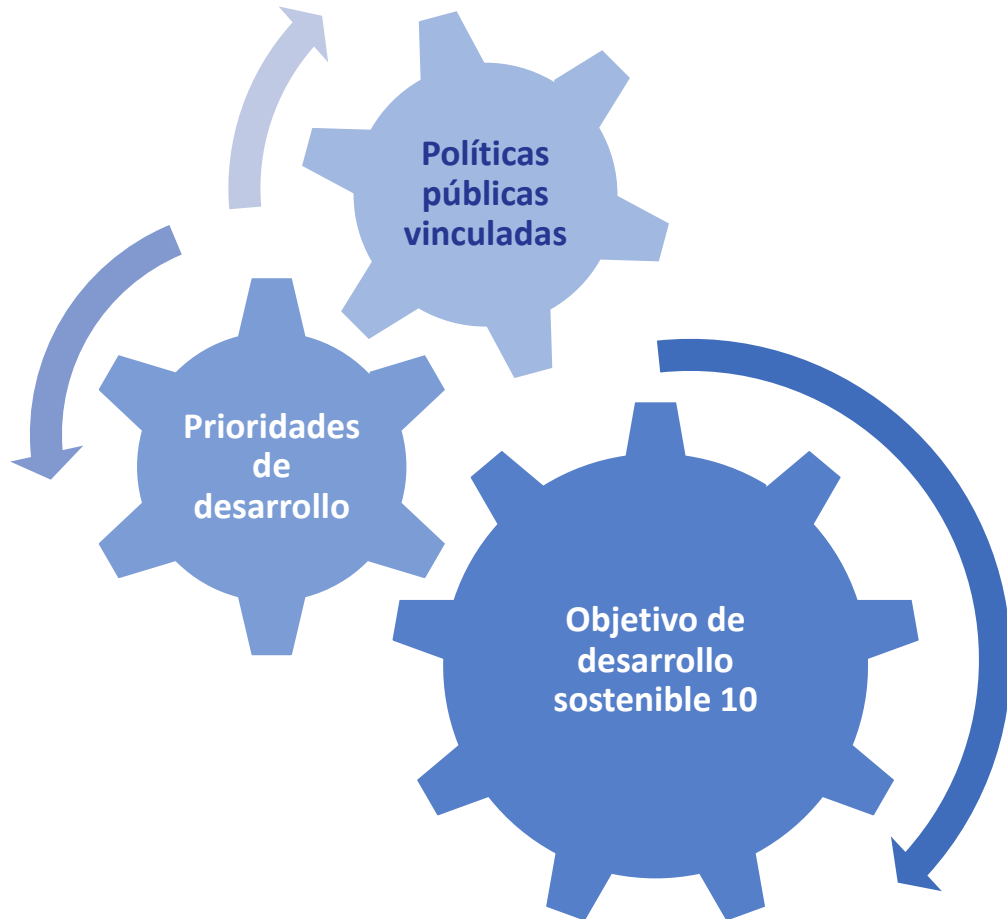 Políticas
públicas
vinculadas
Prioridades
de
desarrollo
Objetivo de
desarrollo
sostenible 10